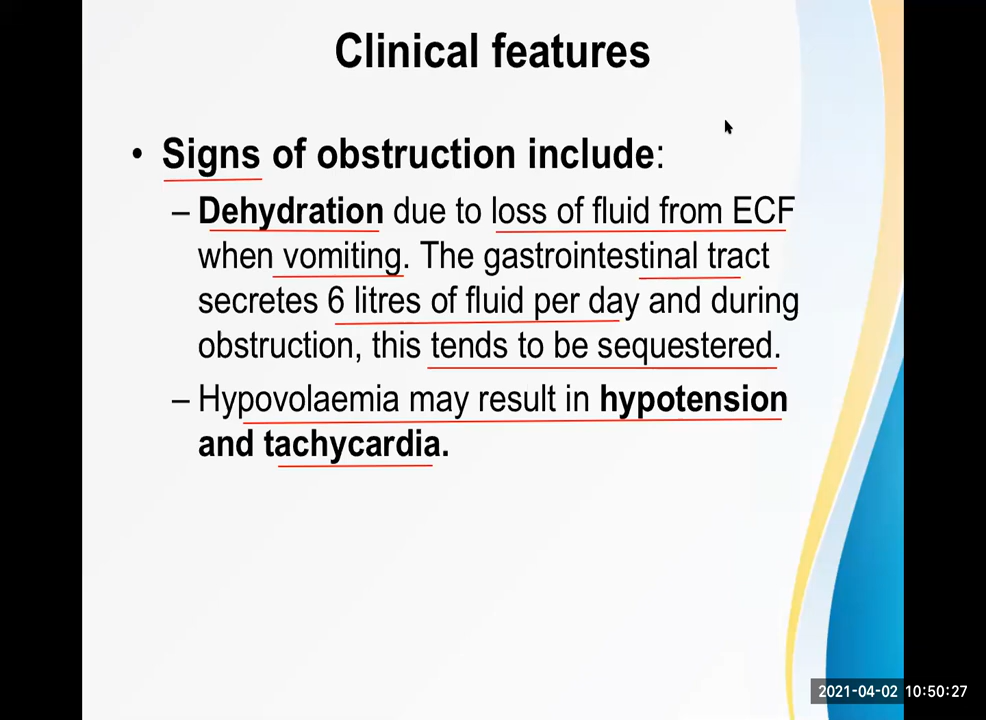 Clinical features
• Signs of obstruction include:
– Dehydration due to loss of fluid from ECF
when vomiting. The gastrointestinal tract
secretes 6 litres of fluid per day and during
obstruction, this tends to be sequestered.
– Hypovolaemia may result in hypotension
and tachycardia.
2021-04-02 10:50:27